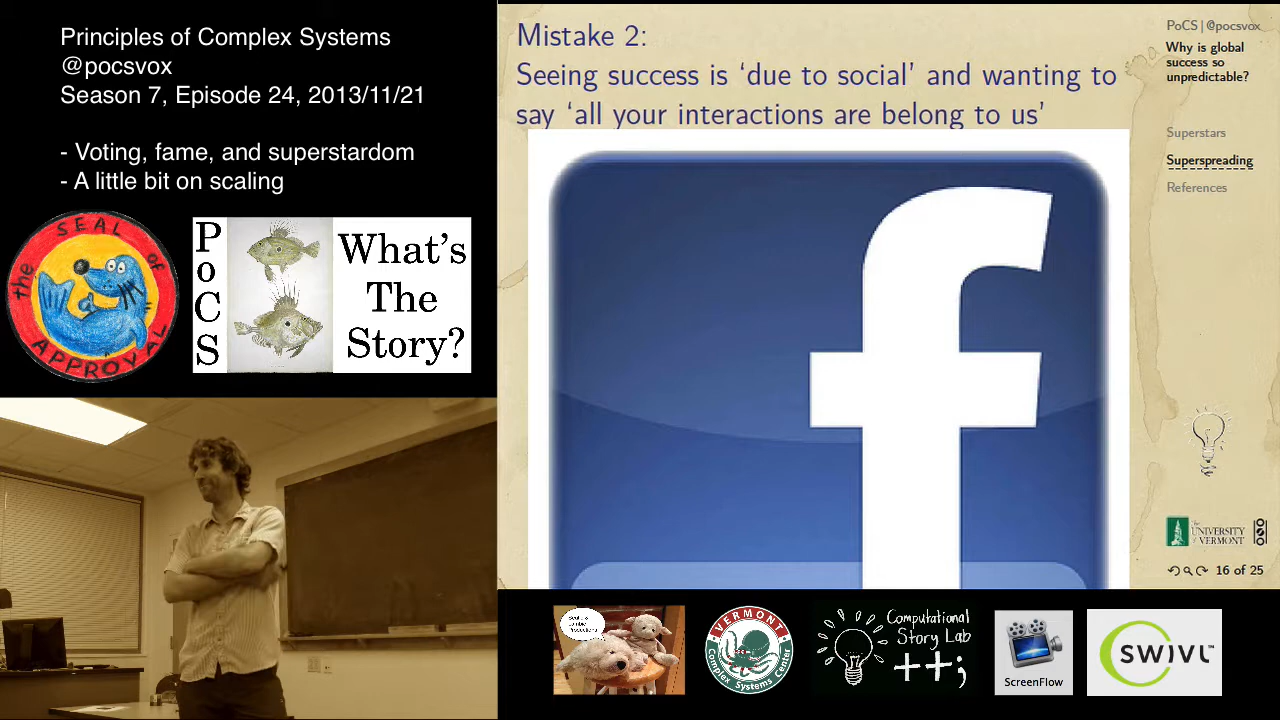 Principles of Complex Systems
@pocsvox
Season 7, Episode 24, 2013/11/21
- Voting, fame, and superstardom
- A little bit on scaling
the SEAL of APPROVAL
PoCS
What's
The
Story?
Mistake 2:
Seeing success is ‘due to social’ and wanting to
say ‘all your interactions are belong to us’
f
PoCS | @pocsvox
Why is global
success so
unpredictable?
Superstars
Superspreading
References
The
UNIVERSITY
of VERMONT
16 of 25
Productions
VERMONT
Complex Systems Center
Computational
Story Lab
++;
ScreenFlow
SWIVL™